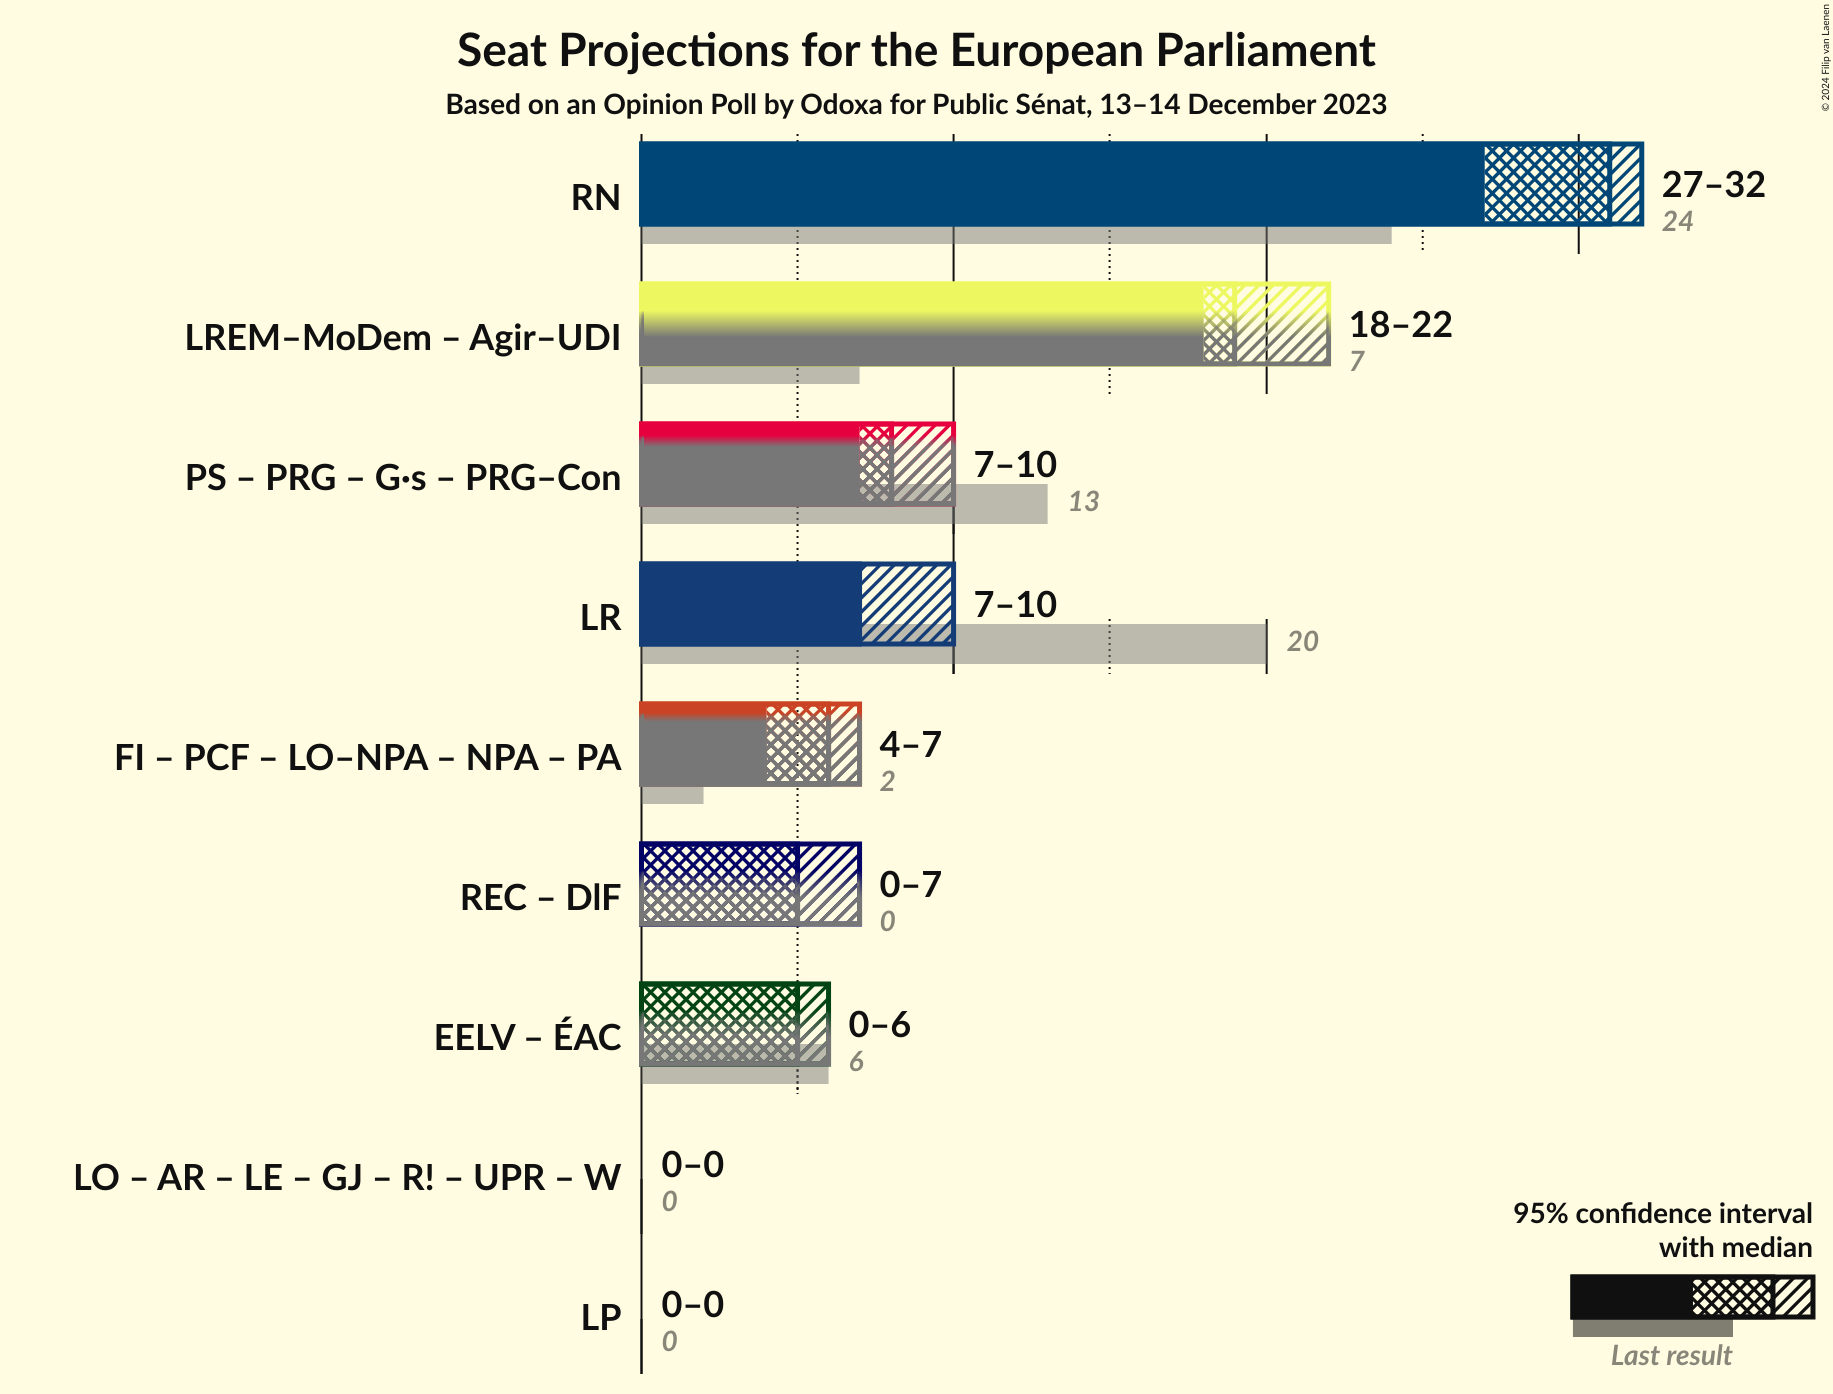 Seat Projections for the European Parliament
Based on an Opinion Poll by Odoxa for Public Sénat, 13–14 December 2023
© 2024 Filip van Laenen
RN
27–32
24
LREM–MoDem – Agir–UDI
18–22
7
PS – PRG – G·s – PRG–Con
7–10
13
LR
7–10
20
FI – PCF – LO–NPA – NPA – PA
4–7
2
REC – DlF
0–7
0
EELV – ÉAC
0–6
6
LO – AR – LE – GJ – R! – UPR – W
0–0
0
LP
0–0
0
95% confidence interval
with median
Last result